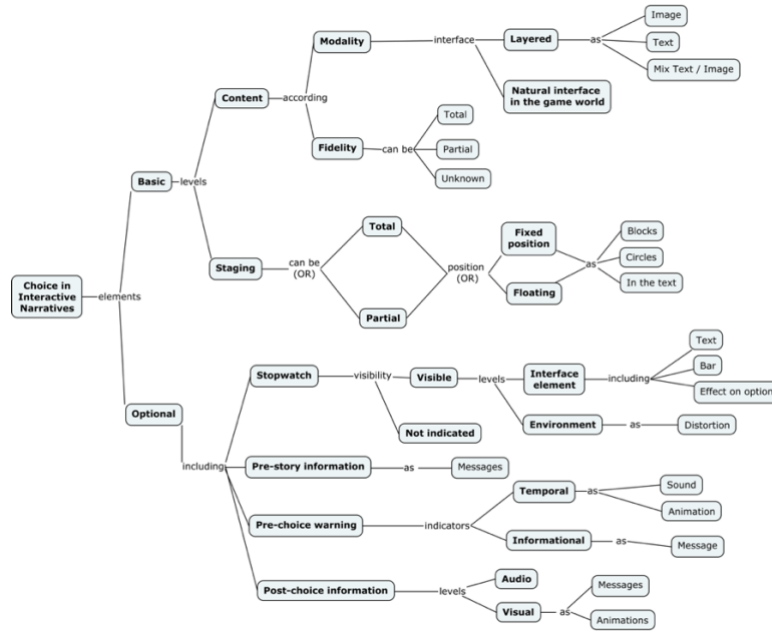 Image
Modality
interface
Layered
as
Text
Mix Text / Image
Natural interface
in the game world
Content
according
Total
Fidelity
can be
Partial
Unknown
Basic
levels
Total
Fixed
position
Blocks
Staging
can be
(OR)
position
(OR)
as
Circles
In the text
Floating
Partial
Choice in
Interactive
Narratives
elements
Optional
including
Stopwatch
visibility
Visible
levels
Interface
element
including
Text
Bar
Effect on option
Not indicated
Environment
as
Distortion
Pre-story information
as
Messages
Pre-choice warning
indicators
Temporal
as
Sound
Animation
Informational
as
Message
Post-choice information
levels
Audio
Visual
as
Messages
Animations